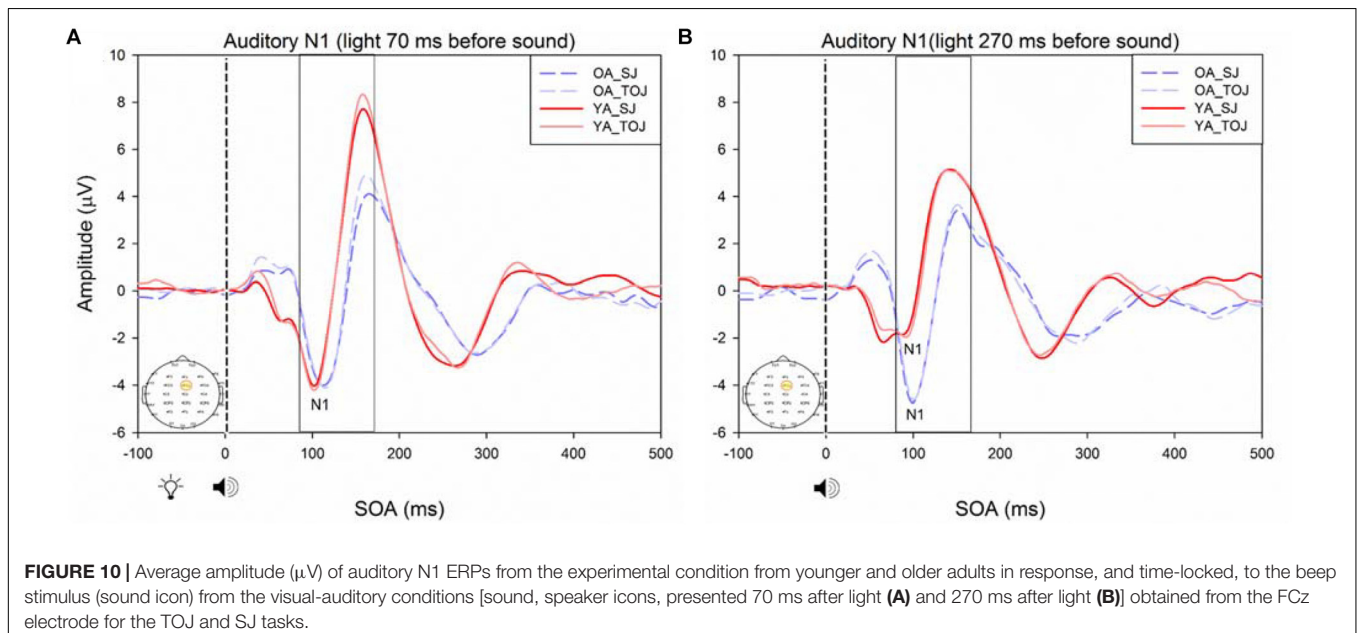 A
Auditory N1 (light 70 ms before sound)
10
8
6
4
2
0
-2
-4
-6
Amplitude (μV)
OA_SJ
OA_TOJ
YA_SJ
YA_TOJ
N1
-100
0
100
200
300
400
500
SOA (ms)
B
Auditory N1(light 270 ms before sound)
10
8
6
4
2
0
-2
-4
-6
OA_SJ
OA_TOJ
YA_SJ
YA_TOJ
N1
N1
-100
0
100
200
300
400
500
SOA (ms)
FIGURE 10 | Average amplitude (μV) of auditory N1 ERPs from the experimental condition from younger and older adults in response, and time-locked, to the beep
stimulus (sound icon) from the visual-auditory conditions [sound, speaker icons, presented 70 ms after light (A) and 270 ms after light (B)] obtained from the FCz
electrode for the TOJ and SJ tasks.